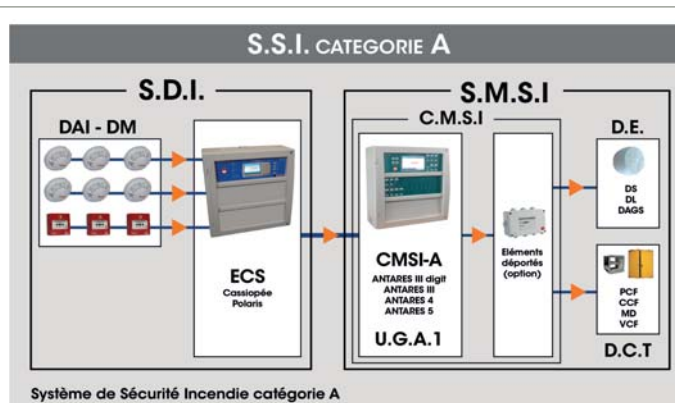 S.S.I. CATEGORIE A
S.D.I.
DAI - DM
ECS
Cassiopée
Polaris
S.M.S.I
C.M.S.I
CMSI-A
ANTARES III digit
ANTARES III
ANTARES 4
ANTARES 5
U.G.A.1
Eléments
déportés
(option)
D.E.
DS
DL
DAGS
PCF
CCF
MD
VCF
D.C.T
Système de Sécurité Incendie catégorie A